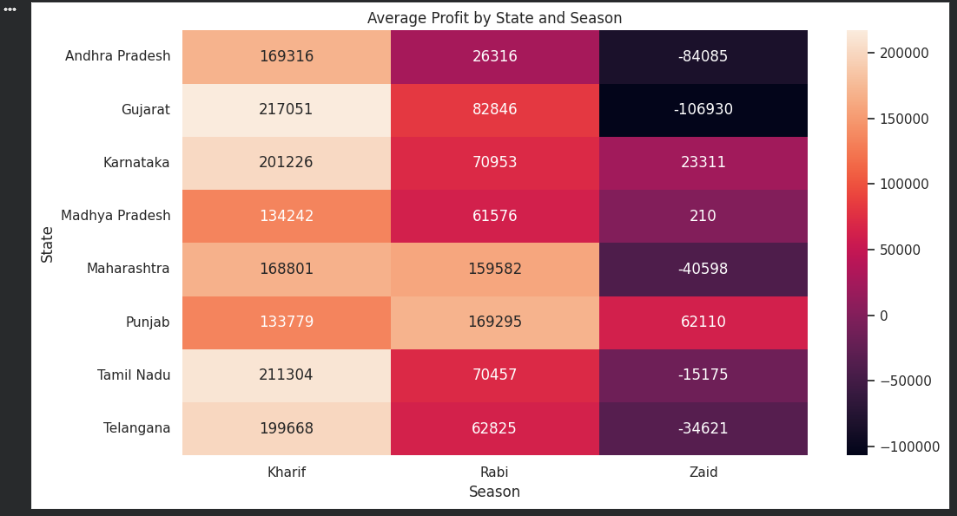 Average Profit by State and Season
Andhra Pradesh 169316 26316 -84085
Gujarat 217051 82846 -106930
Karnataka 201226 70953 23311
Madhya Pradesh 134242 61576 210
Maharashtra 168801 159582 -40598
Punjab 133779 169295 62110
Tamil Nadu 211304 70457 -15175
Telangana 199668 62825 -34621
Kharif Rabi Zaid
Season
State
200000
150000
100000
50000
0
−50000
−100000